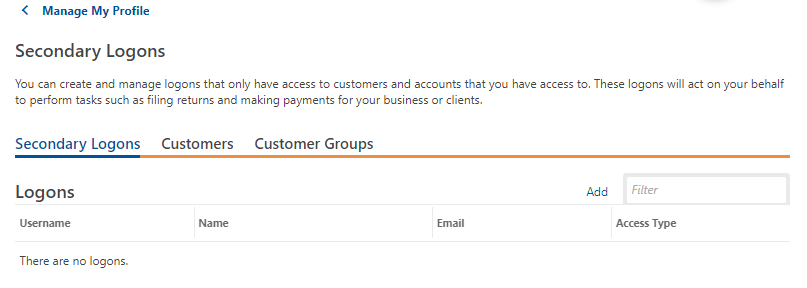 Manage My Profile
Secondary Logons
You can create and manage logons that only have access to customers and accounts that you have access to. These logons will act on your behalf
to perform tasks such as filing returns and making payments for your business or clients.
Secondary Logons Customers Customer Groups
Logons Add Filter
Username Name Email Access Type
There are no logons.